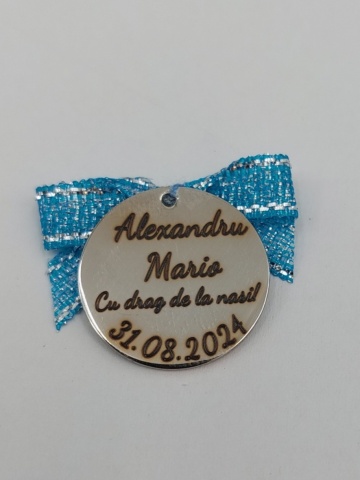 Alexandru
Mario
Cu drag de la nasi!
31.08.2024